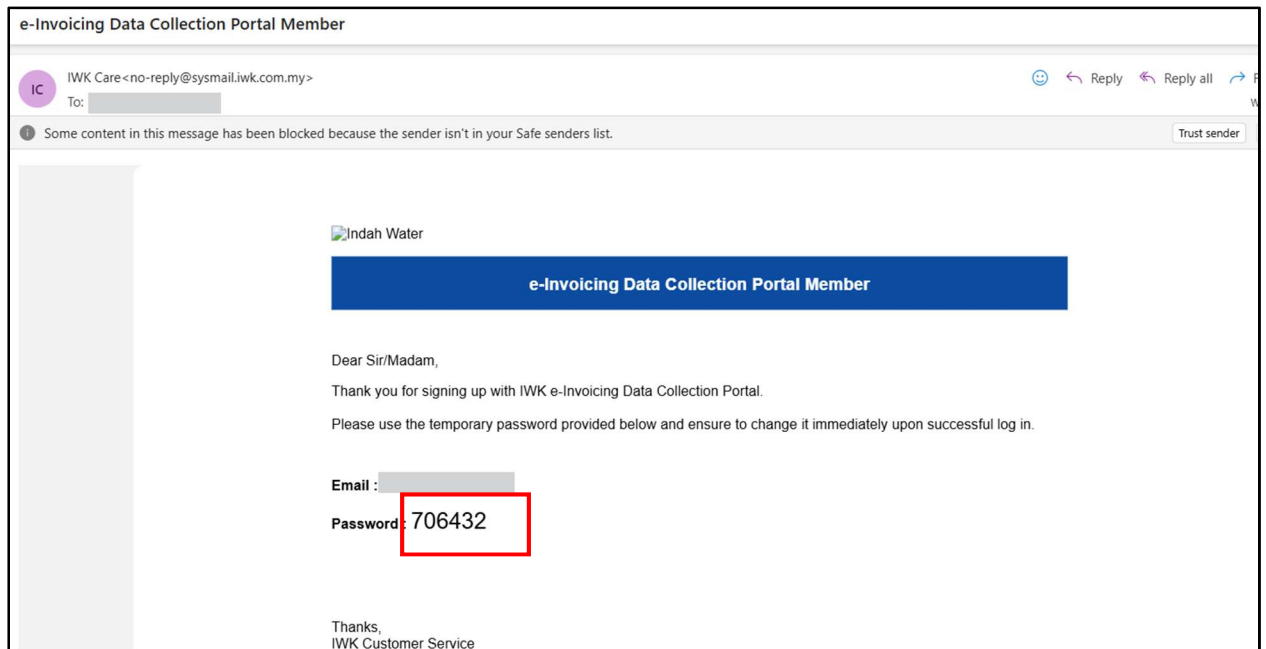 e-Invoicing Data Collection Portal Member
IC
IWK Care<no-reply@sysmail.iwk.com.my>
Reply
Reply all
To:
Some content in this message has been blocked because the sender isn't in your Safe senders list.
Trust sender
Indah Water
e-Invoicing Data Collection Portal Member
Dear Sir/Madam,
Thank you for signing up with IWK e-Invoicing Data Collection Portal.
Please use the temporary password provided below and ensure to change it immediately upon successful log in.
Email :
Password : 706432
Thanks,
IWK Customer Service